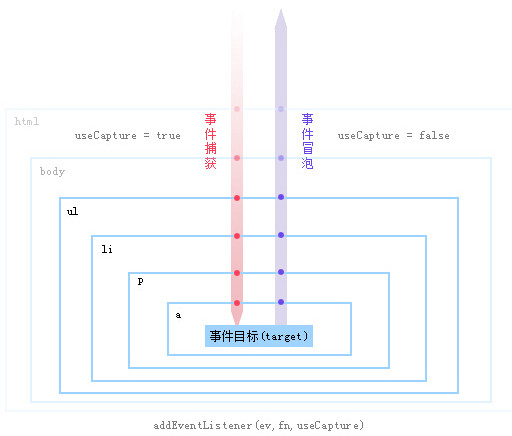 html
useCapture = true
事件捕获
事件冒泡
useCapture = false
body
ul
li
p
a
事件目标(target)
addEventListener(ev,fn,useCapture)